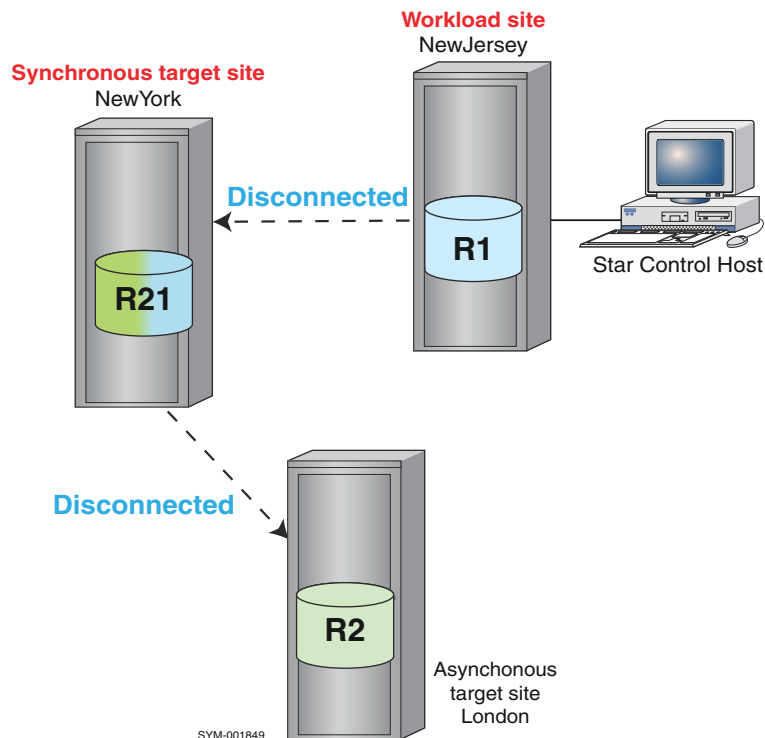 Workload site
NewJersey
Synchronous target site
NewYork
Disconnected
R1
Star Control Host
R21
Disconnected
R2
Asynchonous
target site
London
SYM-001849